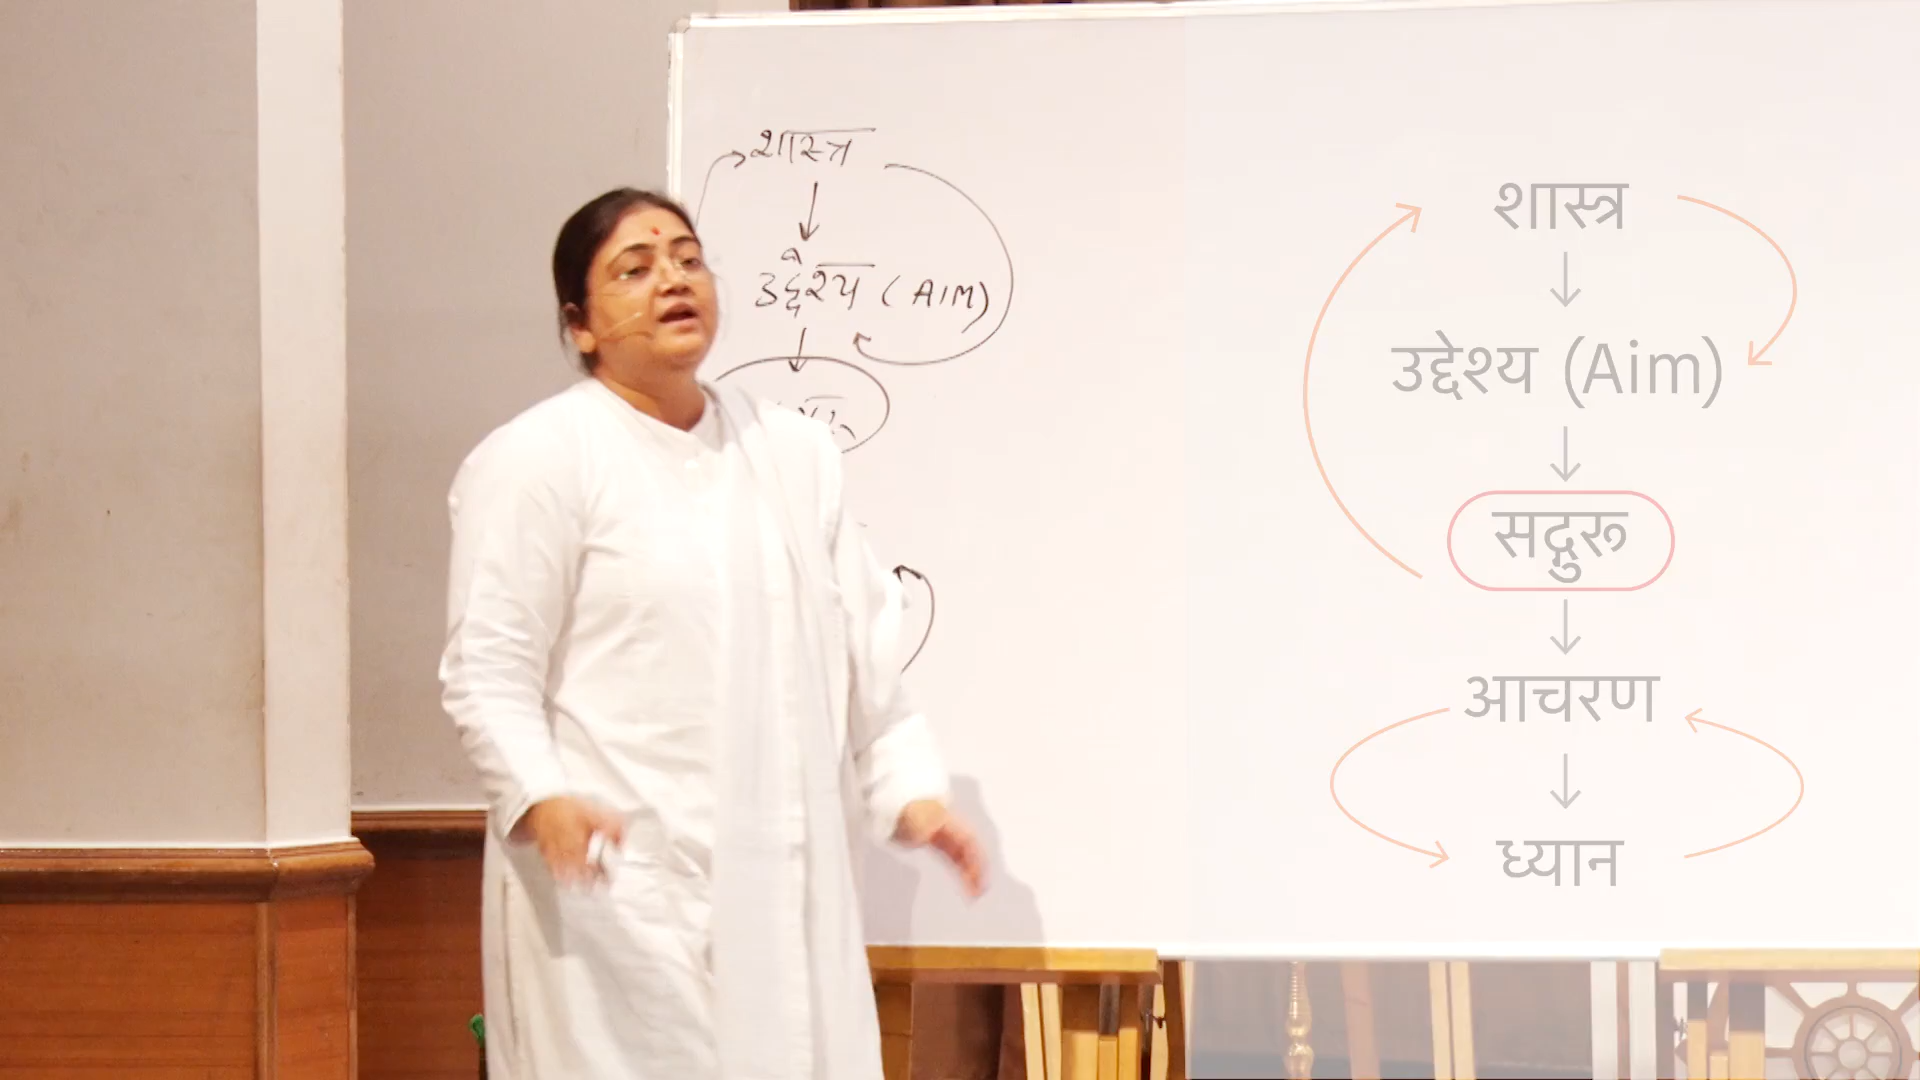 शास्त्र
उद्देश्य (AIM)
शास्त्र
उद्देश्य (Aim)
सद्गुरू
आचरण
ध्यान